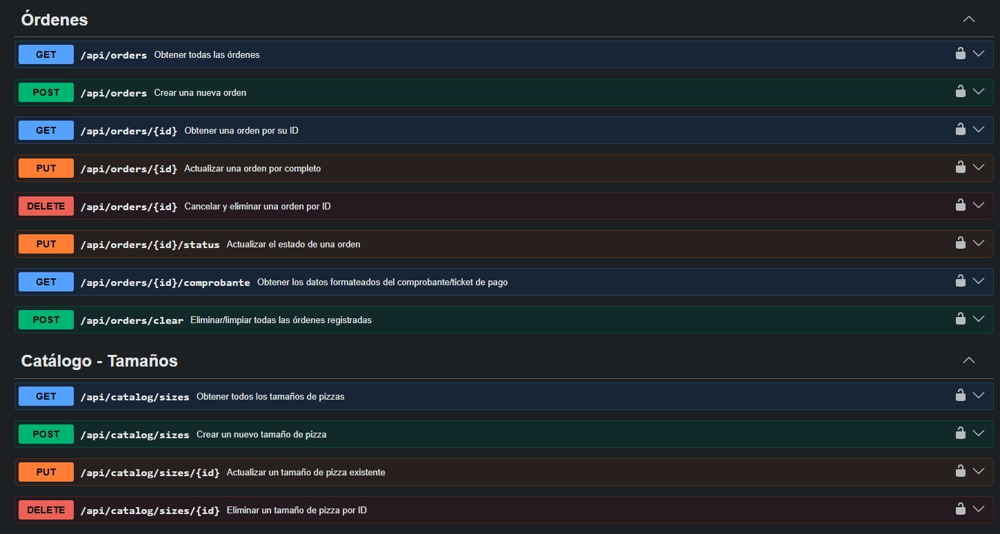 Órdenes
GET /api/orders Obtener todas las órdenes
POST /api/orders Crear una nueva orden
GET /api/orders/{id} Obtener una orden por su ID
PUT /api/orders/{id} Actualizar una orden por completo
DELETE /api/orders/{id} Cancelar y eliminar una orden por ID
PUT /api/orders/{id}/status Actualizar el estado de una orden
GET /api/orders/{id}/comprobante Obtener los datos formateados del comprobante/ticket de pago
POST /api/orders/clear Eliminar/limpiar todas las órdenes registradas
Catálogo - Tamaños
GET /api/catalog/sizes Obtener todos los tamaños de pizzas
POST /api/catalog/sizes Crear un nuevo tamaño de pizza
PUT /api/catalog/sizes/{id} Actualizar un tamaño de pizza existente
DELETE /api/catalog/sizes/{id} Eliminar un tamaño de pizza por ID